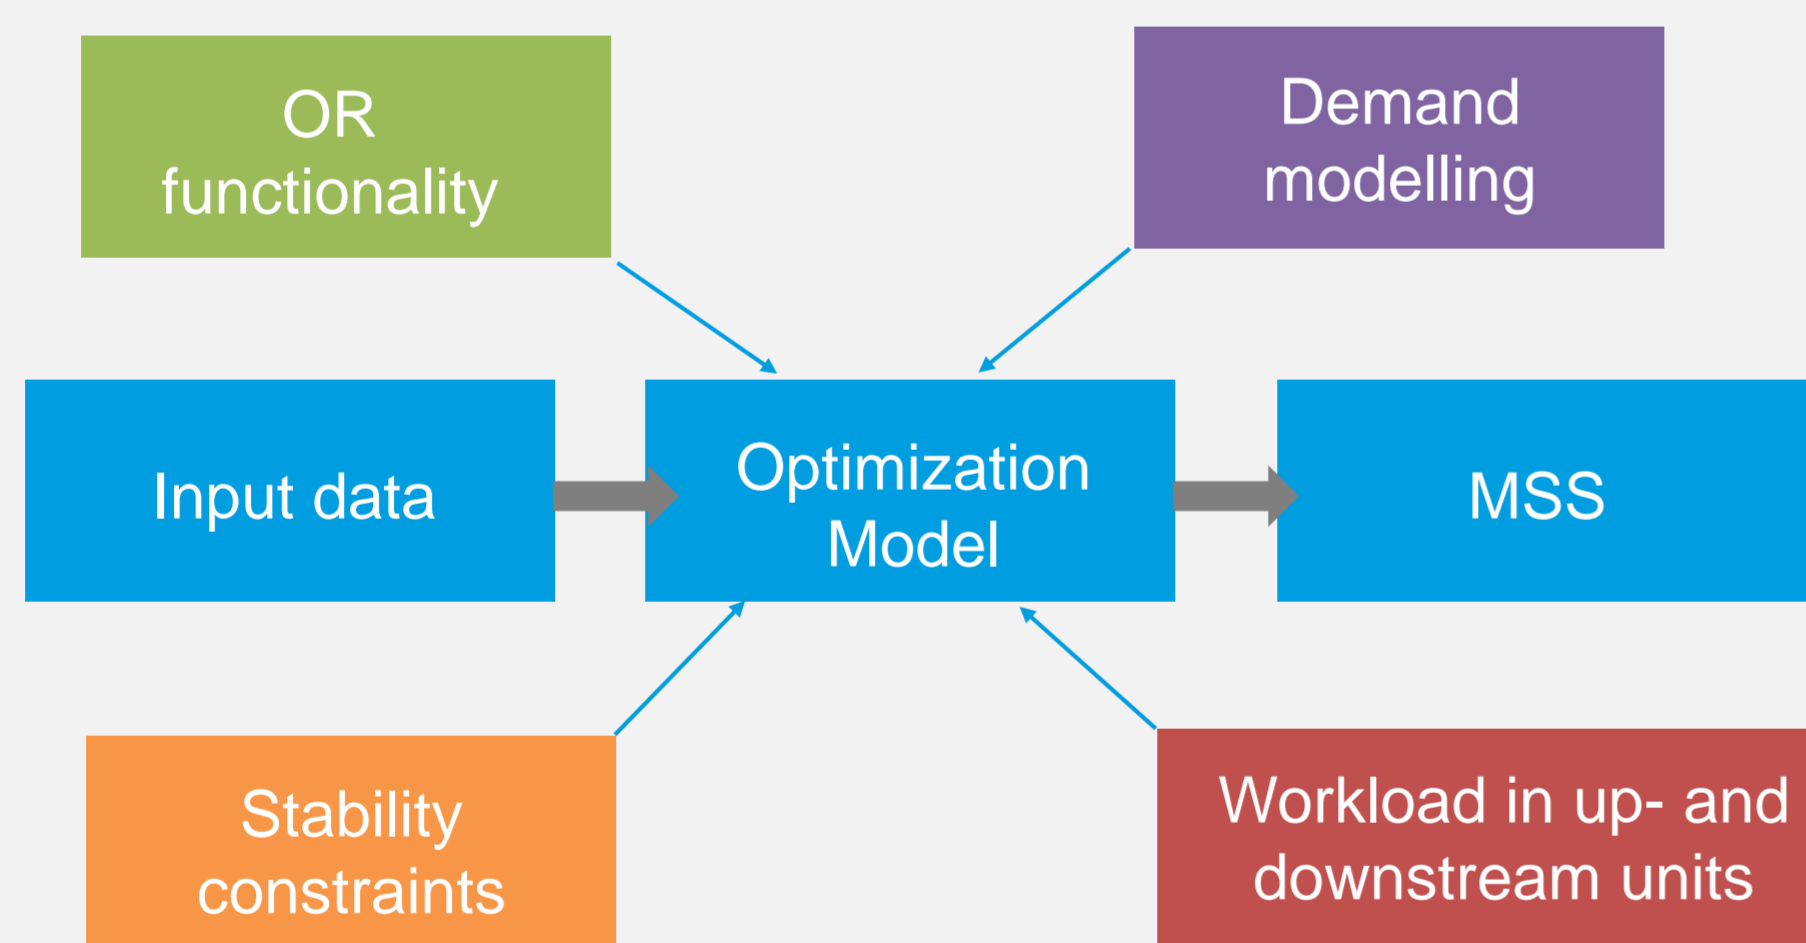 OR
functionality
Demand
modelling
Input data
Optimization
Model
MSS
Stability
constraints
Workload in up- and
downstream units